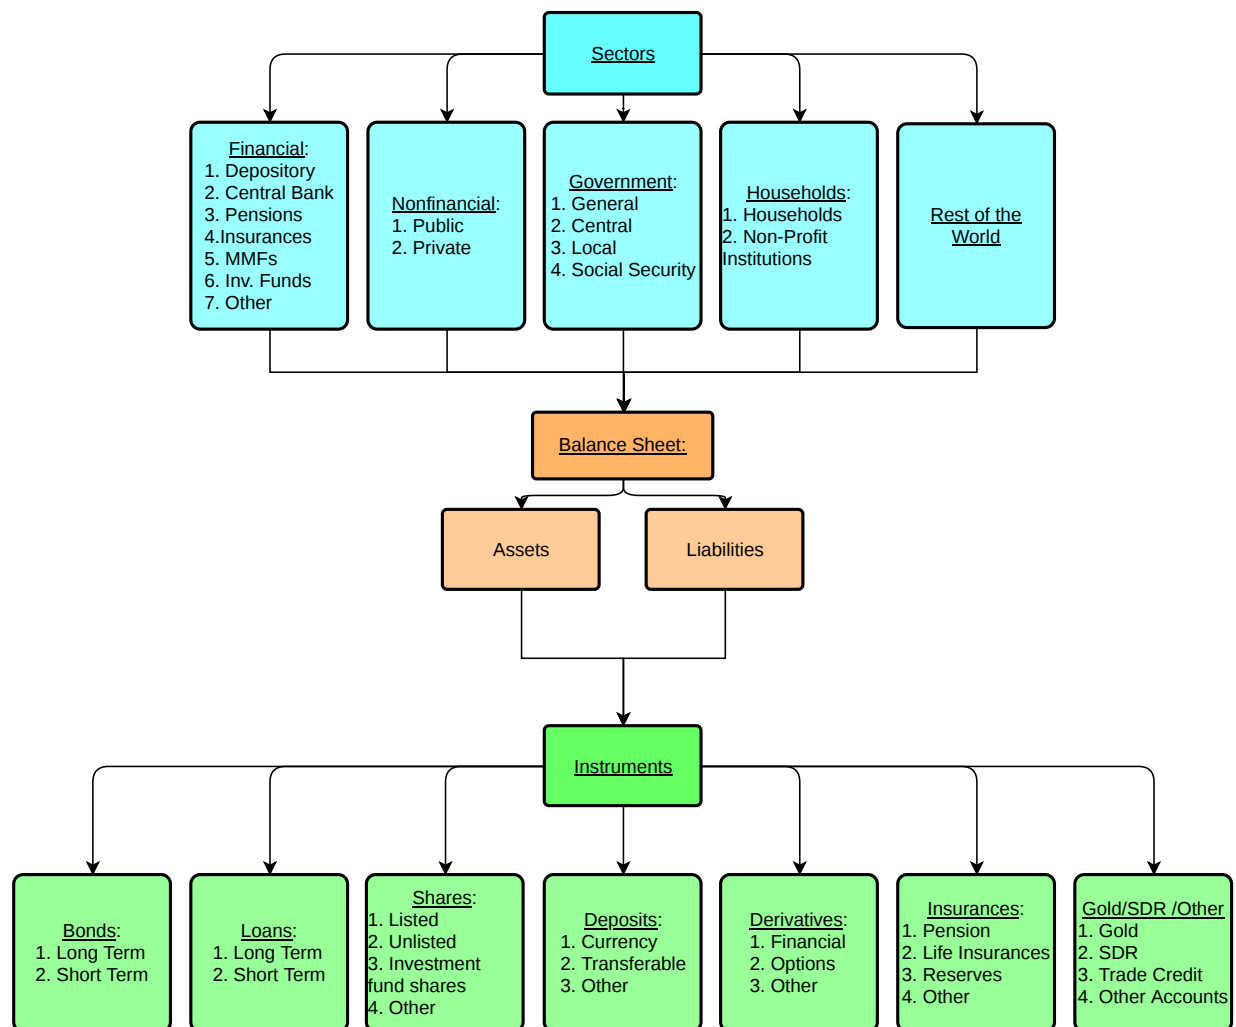 Sectors
Financial:
1. Depository
2. Central Bank
3. Pensions
4.Insurances
5. MMFs
6. Inv. Funds
7. Other
Nonfinancial:
1. Public
2. Private
Government:
1. General
2. Central
3. Local
4. Social Security
Households:
1. Households
2. Non-Profit
Institutions
Rest of the
World
Balance Sheet:
Assets
Liabilities
Instruments
Bonds:
1. Long Term
2. Short Term
Loans:
1. Long Term
2. Short Term
Shares:
1. Listed
2. Unlisted
3. Investment
fund shares
4. Other
Deposits:
1. Currency
2. Transferable
3. Other
Derivatives:
1. Financial
2. Options
3. Other
Insurances:
1. Pension
2. Life Insurances
3. Reserves
4. Other
Gold/SDR /Other
1. Gold
2. SDR
3. Trade Credit
4. Other Accounts